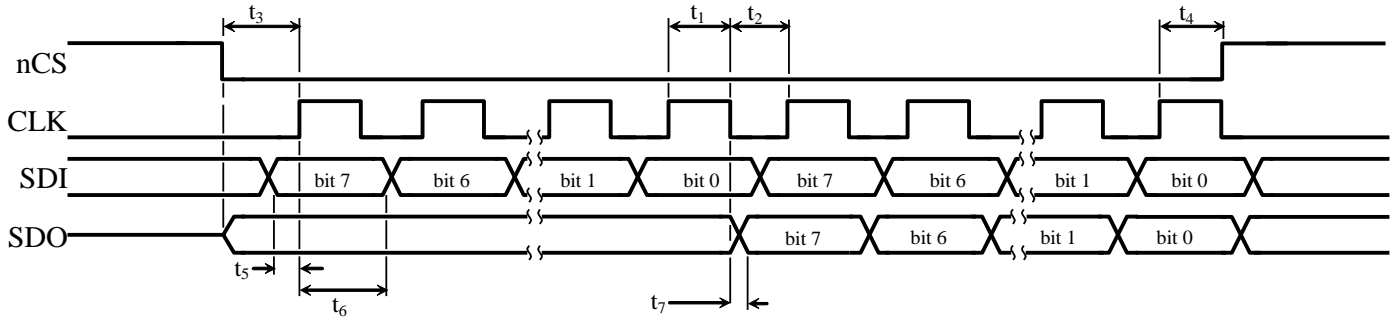 t3 t1 t2 t4
nCS
CLK
SDI bit 7 bit 6 bit 1 bit 0 bit 7 bit 6 bit 1 bit 0
SDO bit 7 bit 6 bit 1 bit 0
t5
t6 t7